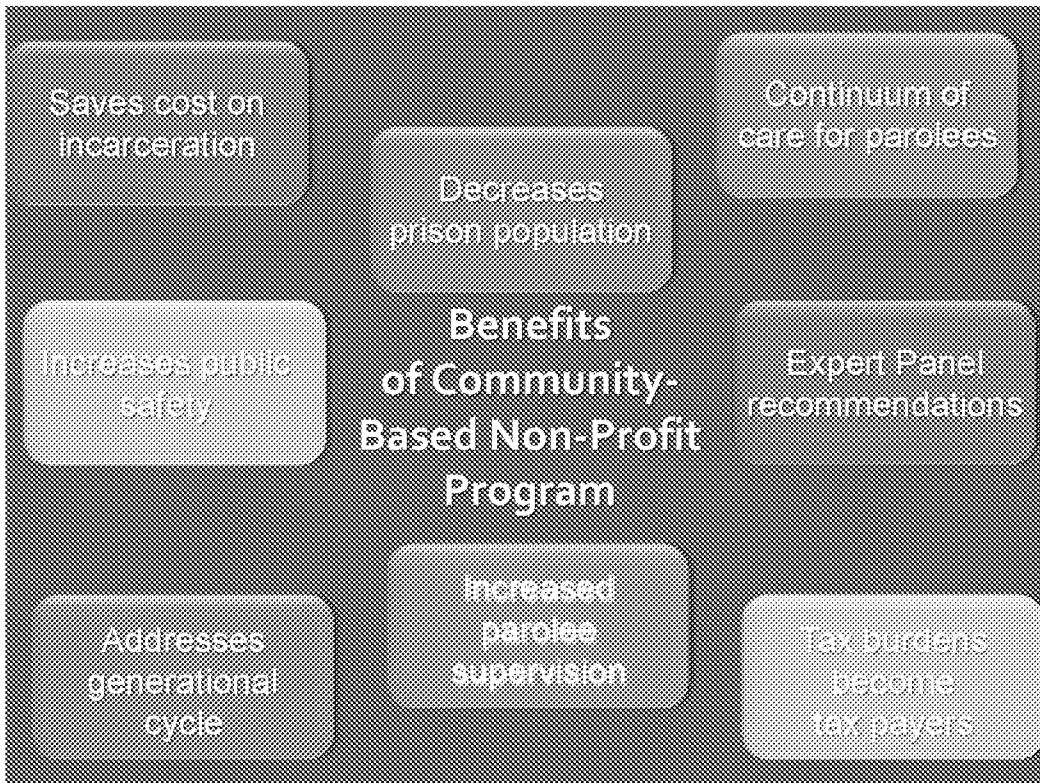 Saves cost on
incarceration
Decreases
prison population
Continuum of
care for parolees
Increases public
safety
Benefits
of Community-
Based Non-Profit
Program
Expert Panel
recommendations
Addresses
generational
cycle
Increased
parolee
supervision
Tax burdens
become
tax payers